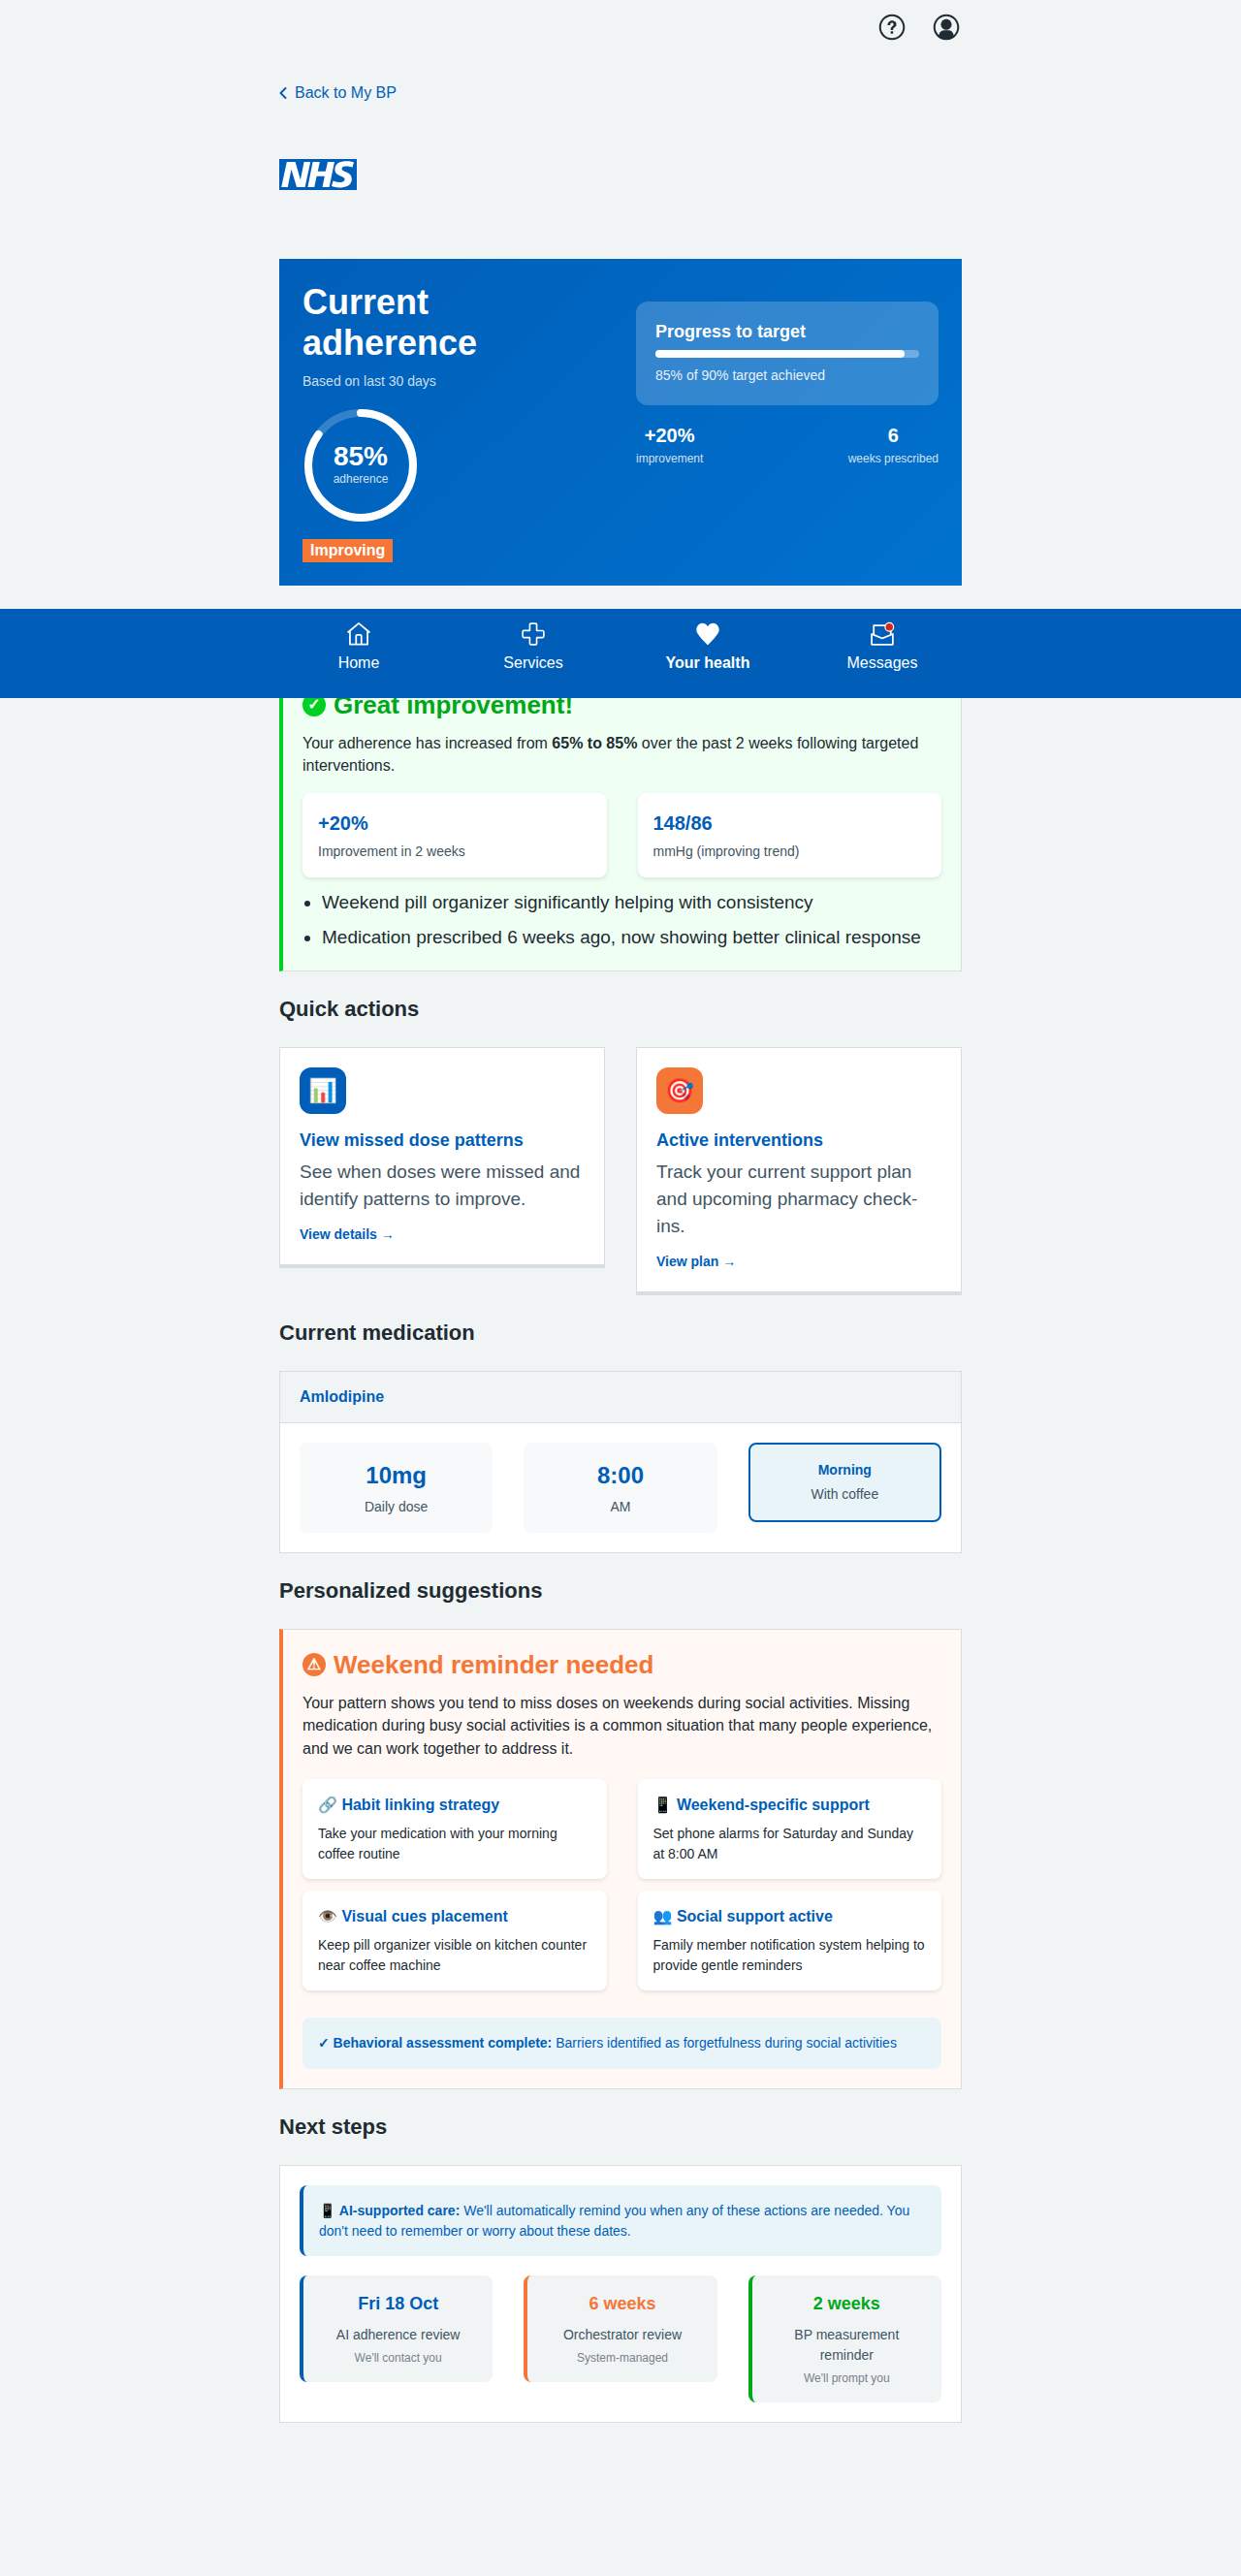 Back to My BP
NHS
Current
adherence
Based on last 30 days
85%
adherence
Improving
Progress to target
85% of 90% target achieved
+20%
improvement
6
weeks prescribed
Home
Services
Your health
Messages
Great improvement!
Your adherence has increased from 65% to 85% over the past 2 weeks following targeted
interventions.
+20%
Improvement in 2 weeks
148/86
mmHg (improving trend)
• Weekend pill organizer significantly helping with consistency
• Medication prescribed 6 weeks ago, now showing better clinical response
Quick actions
View missed dose patterns
See when doses were missed and
identify patterns to improve.
View details →
Active interventions
Track your current support plan
and upcoming pharmacy check-
ins.
View plan →
Current medication
Amlodipine
10mg
Daily dose
8:00
AM
Morning
With coffee
Personalized suggestions
Weekend reminder needed
Your pattern shows you tend to miss doses on weekends during social activities. Missing
medication during busy social activities is a common situation that many people experience,
and we can work together to address it.
Habit linking strategy
Take your medication with your morning
coffee routine
Weekend-specific support
Set phone alarms for Saturday and Sunday
at 8:00 AM
Visual cues placement
Keep pill organizer visible on kitchen counter
near coffee machine
Social support active
Family member notification system helping to
provide gentle reminders
✓ Behavioral assessment complete: Barriers identified as forgetfulness during social activities
Next steps
AI-supported care: We'll automatically remind you when any of these actions are needed. You
don't need to remember or worry about these dates.
Fri 18 Oct
AI adherence review
We'll contact you
6 weeks
Orchestrator review
System-managed
2 weeks
BP measurement
reminder
We'll prompt you